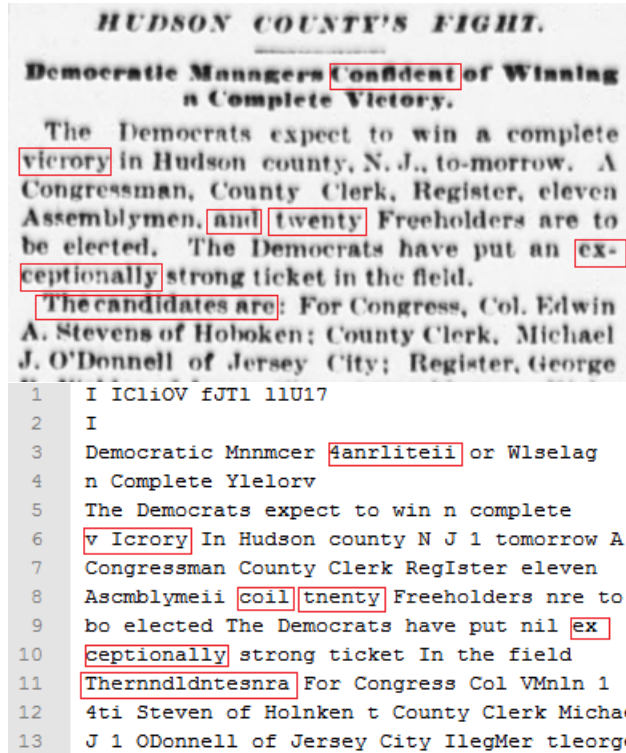 HUDSON COUNTY'S FIGHT.
Democratic Managers Confident of Winning
a Complete Victory.
The Democrats expect to win a complete
vicrory in Hudson county, N. J., to-morrow. A
Congressman, County Clerk, Register, eleven
Assemblymen, and twenty Freeholders are to
be elected. The Democrats have put an ex-
ceptionally strong ticket in the field.
The candidates are: For Congress, Col. Edwin
A. Stevens of Hoboken; County Clerk, Michael
J. O'Donnell of Jersey City; Register, George
1 I ICliOV fJTl llU17
2 I
3 Democratic Mnnmcer 4anrliteii or Wlselag
4 n Complete Ylelorv
5 The Democrats expect to win n complete
6 v Icrory In Hudson county N J 1 tomorrow A
7 Congressman County Clerk RegIster eleven
8 Ascmblymeii coil tnenty Freeholders nre to
9 bo elected The Democrats have put nil ex
10 ceptionally strong ticket In the field
11 Thernndldntesnra For Congress Col VMnln 1
12 4ti Steven of Holnken t County Clerk Michae
13 J 1 ODonnell of Jersey City IlegMer tleorge